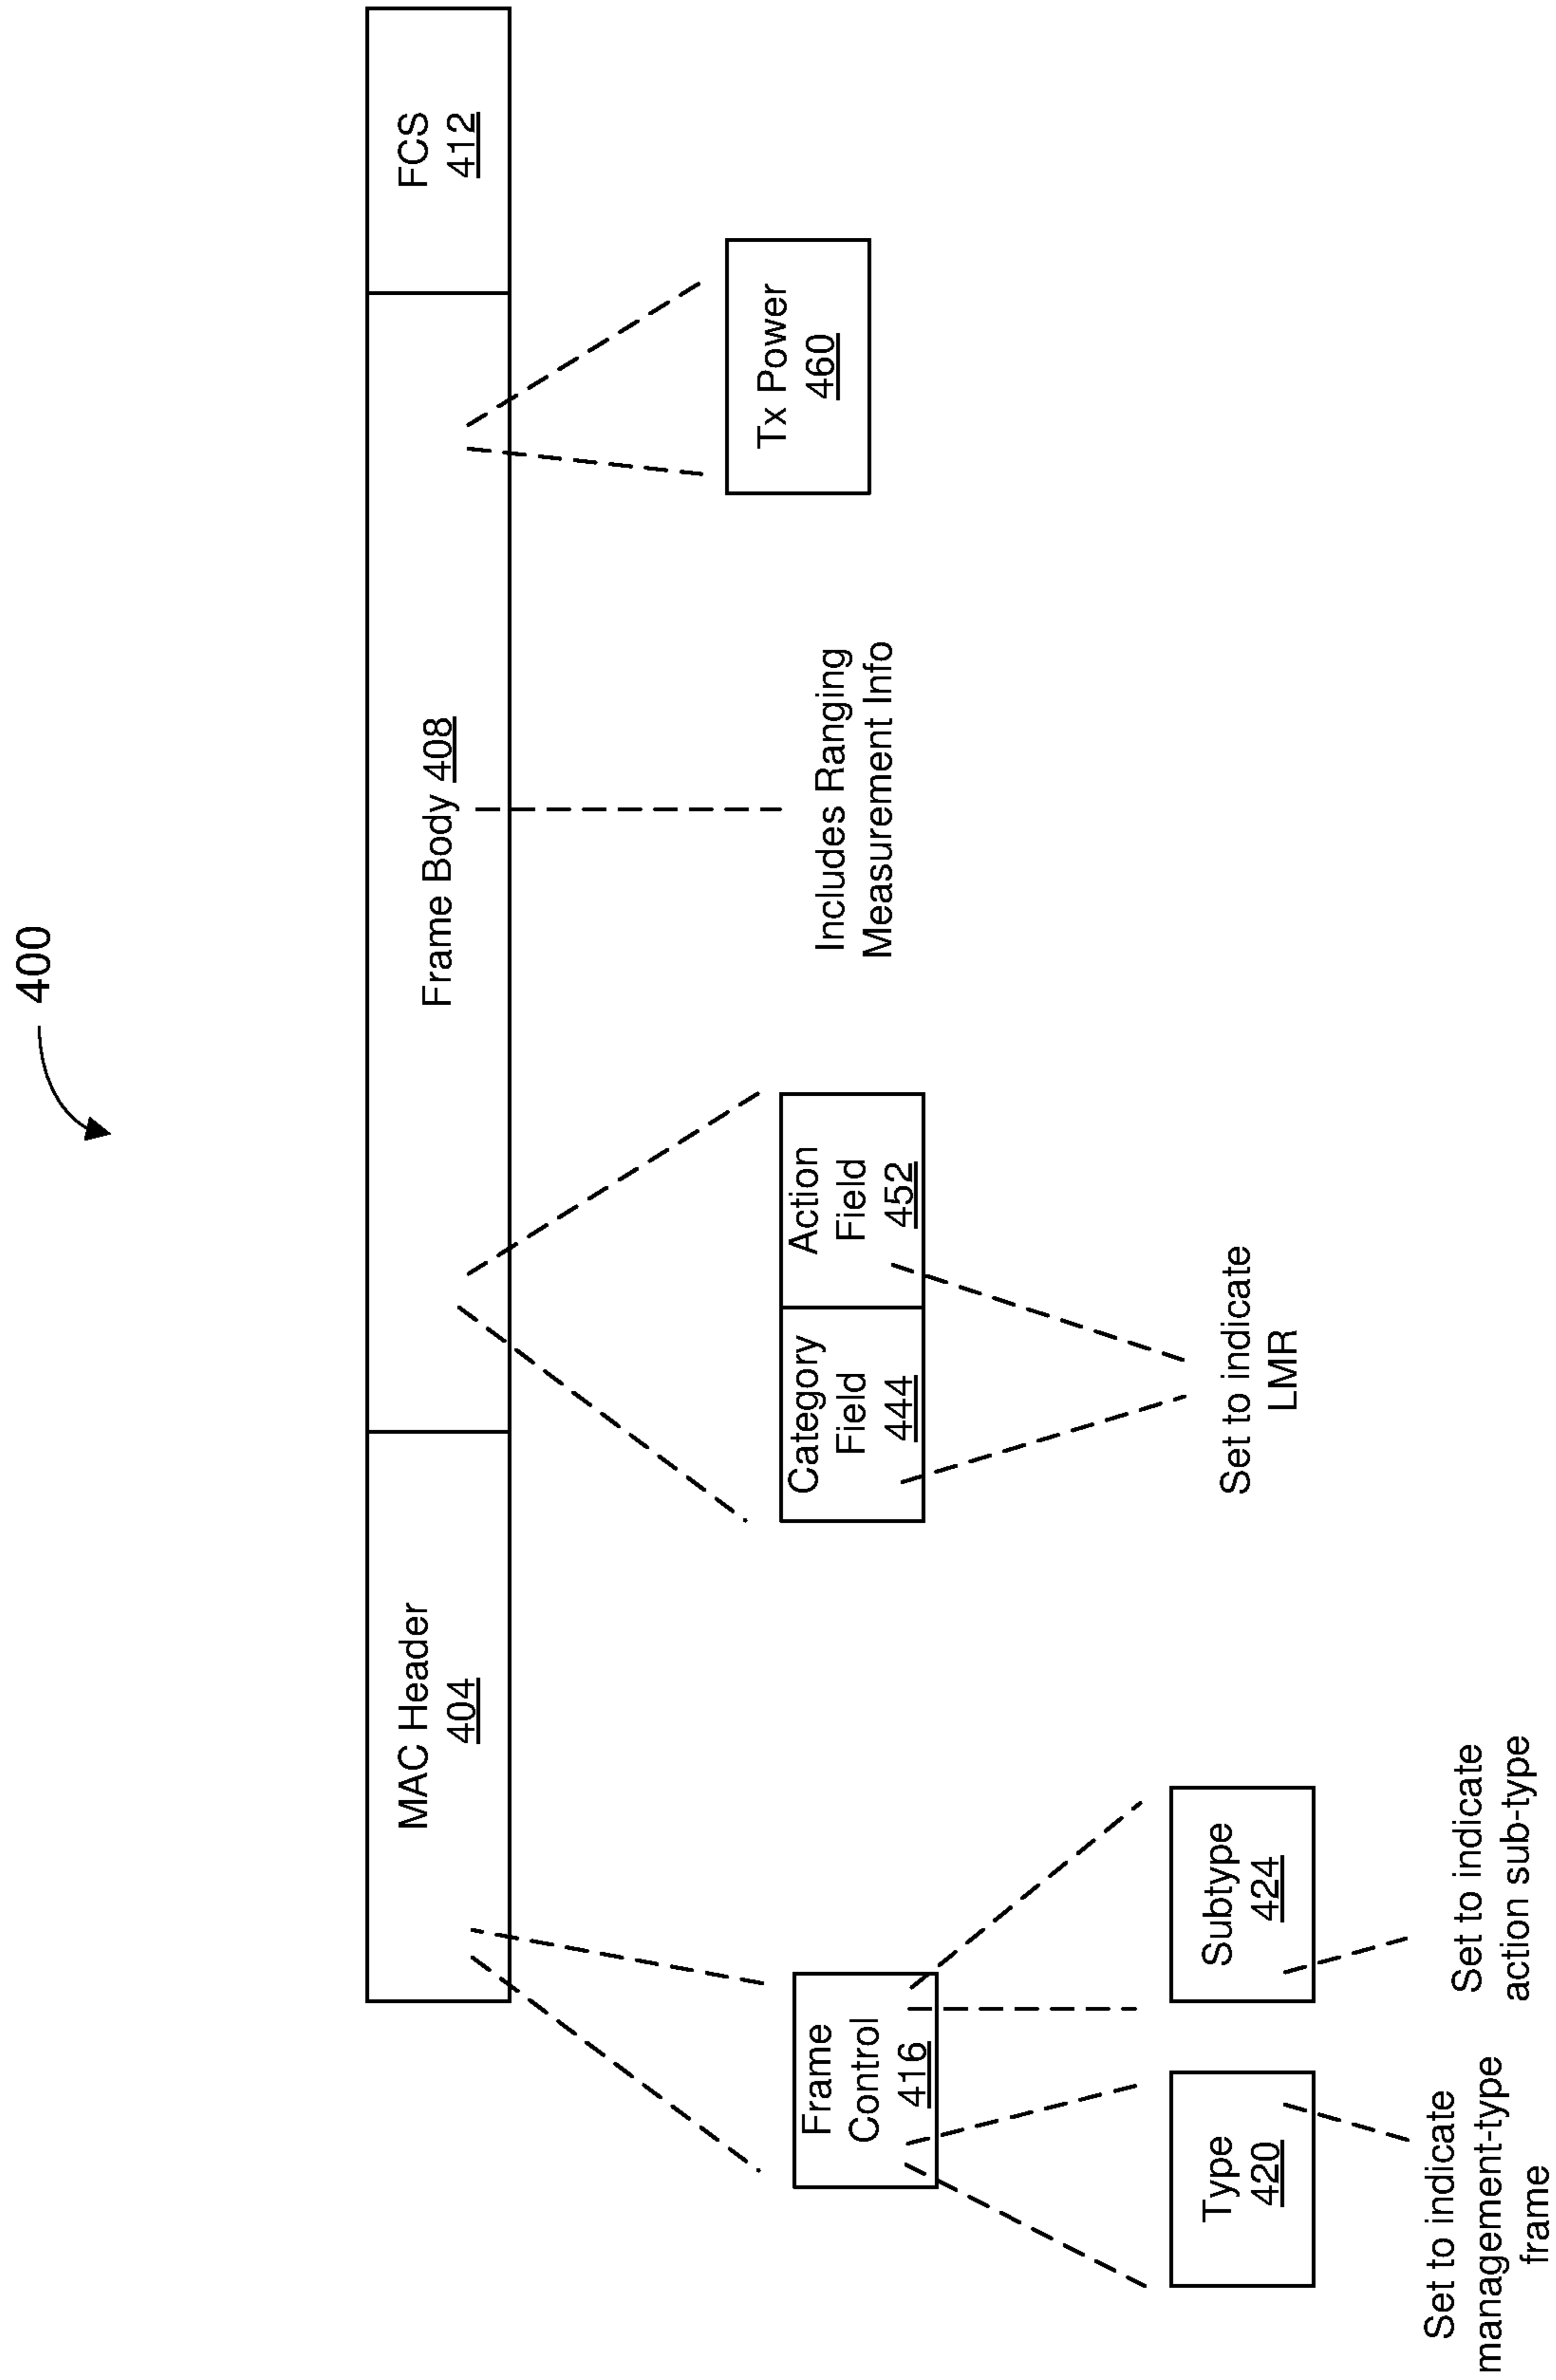 400
MAC Header
404
Frame Body 408
FCS
412
Frame
Control
416
Category
Field
444
Action
Field
452
Includes Ranging
Measurement Info
Tx Power
460
Type
420
Subtype
424
Set to indicate
LMR
Set to indicate
management-type
frame
Set to indicate
action sub-type